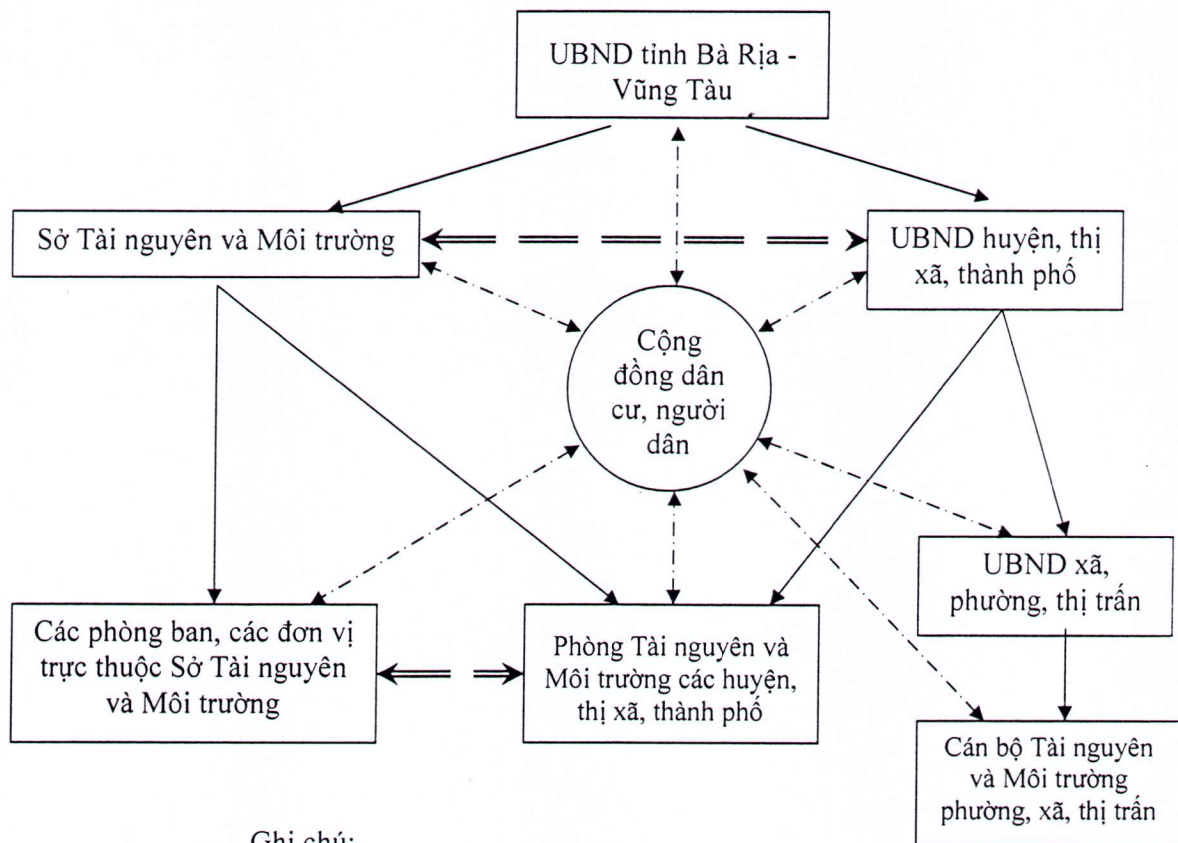 UBND tỉnh Bà Rịa -
Vũng Tàu
Sở Tài nguyên và Môi trường
UBND huyện, thị
xã, thành phố
Cộng
đồng dân
cư, người
dân
UBND xã,
phường, thị trấn
Các phòng ban, các đơn vị
trực thuộc Sở Tài nguyên
và Môi trường
Phòng Tài nguyên và
Môi trường các huyện,
thị xã, thành phố
Cán bộ Tài nguyên
và Môi trường
phường, xã, thị trấn
Ghi chú: